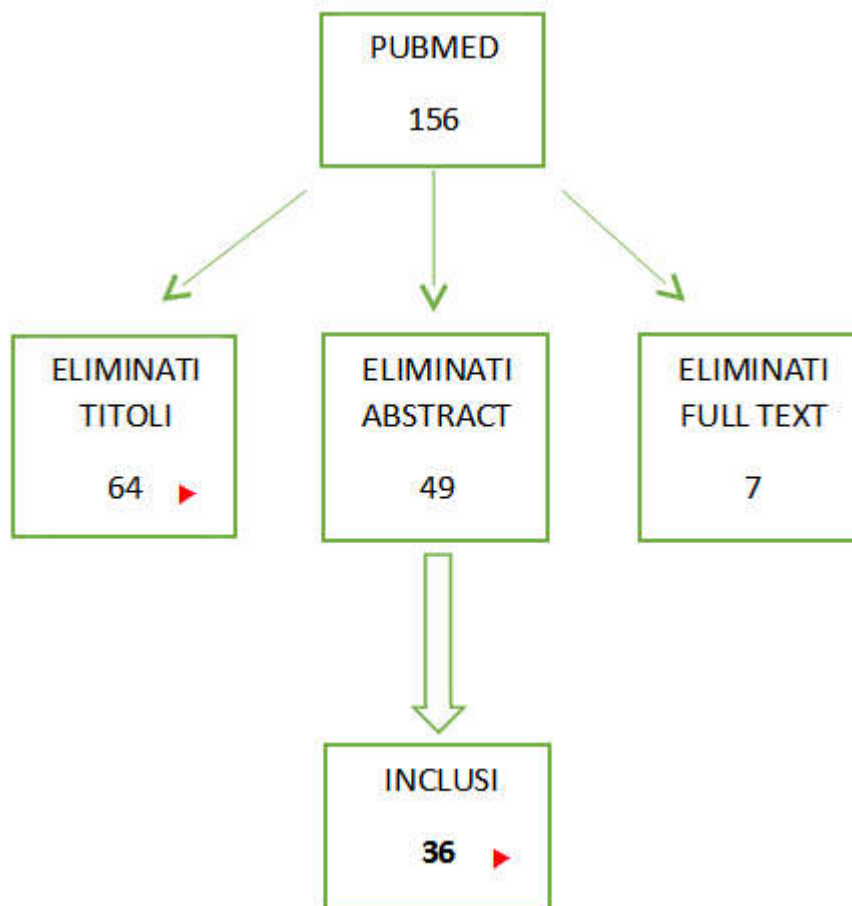 PUBMED
156
ELIMINATI
TITOLI
64
ELIMINATI
ABSTRACT
49
ELIMINATI
FULL TEXT
7
INCLUSI
36